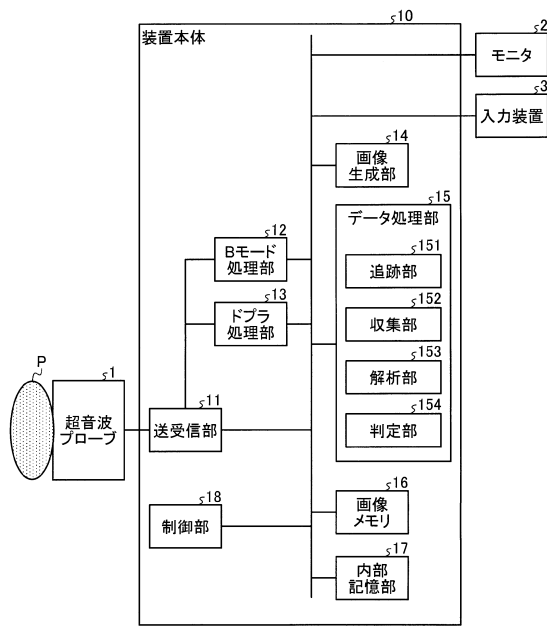 10
装置本体
2
モニタ
3
入力装置
14
画像
生成部
15
データ処理部
151
追跡部
152
収集部
153
解析部
154
判定部
12
Bモード
処理部
13
ドプラ
処理部
P
1
超音波
プローブ
11
送受信部
18
制御部
16
画像
メモリ
17
内部
記憶部